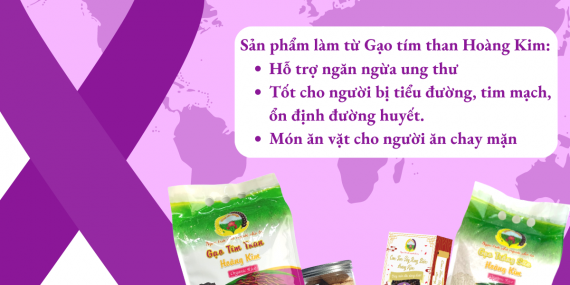 Sản phẩm làm từ Gạo tím than Hoàng Kim:
• Hỗ trợ ngăn ngừa ung thư
• Tốt cho người bị tiểu đường, tim mạch,
ổn định đường huyết.
• Món ăn vặt cho người ăn chay mặn
Gạo Tím Than
Hoàng Kim
Hoàng Kim